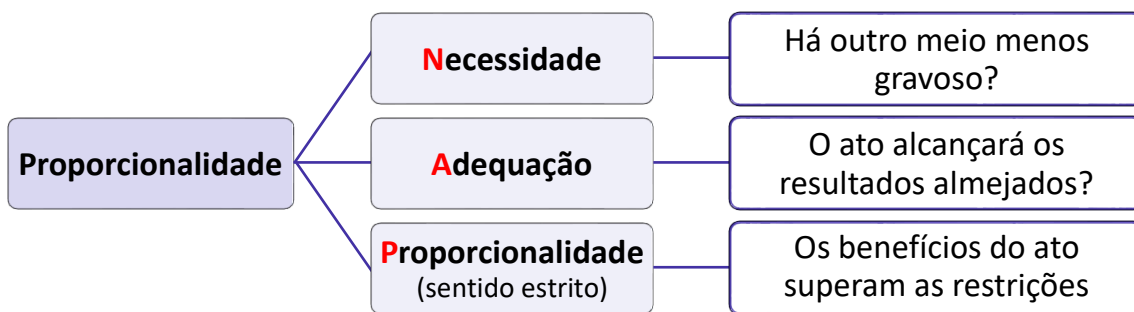 Proporcionalidade
Necessidade
Há outro meio menos
gravoso?
Adequação
O ato alcançará os
resultados almejados?
Proporcionalidade
(sentido estrito)
Os benefícios do ato
superam as restrições